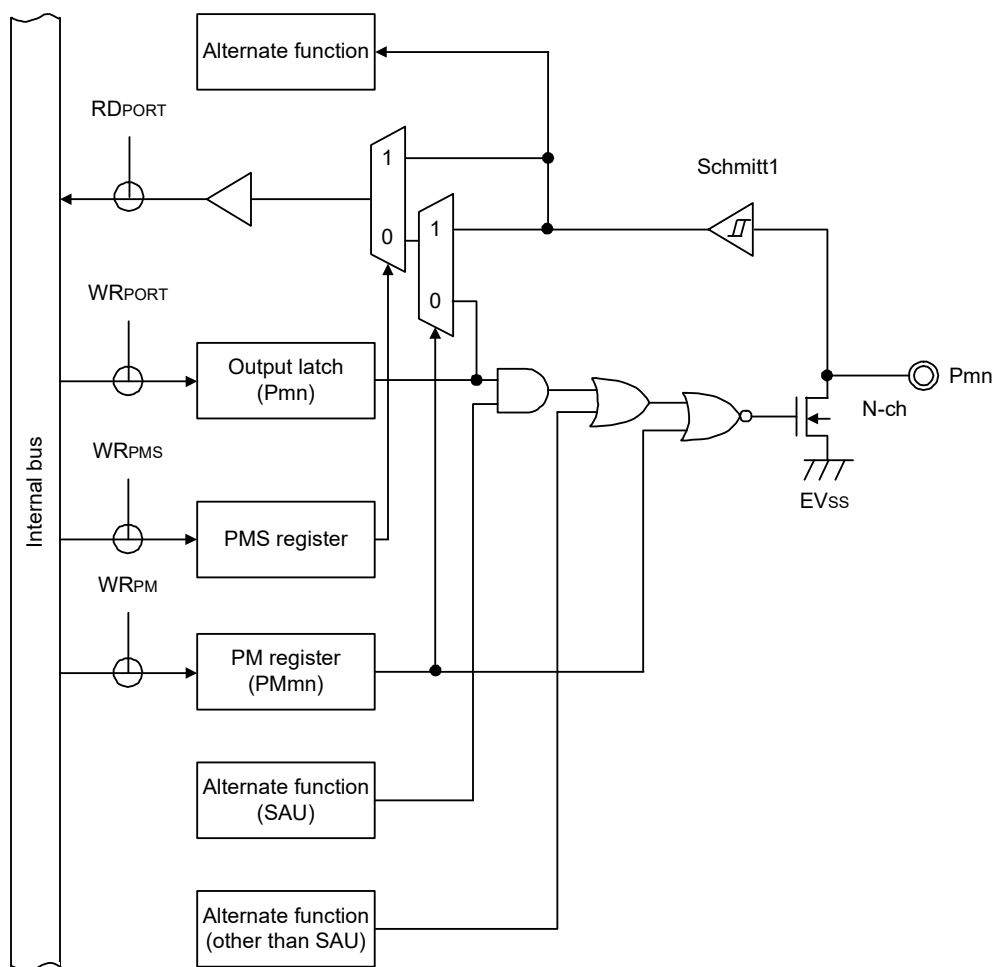 Alternate function
RDPORT
1
0
Schmitt1
1
0
WRPORT
Output latch
(Pmn)
Pmn
N-ch
EVSS
WRPMS
PMS register
Internal bus
WRPM
PM register
(PMmn)
Alternate function
(SAU)
Alternate function
(other than SAU)